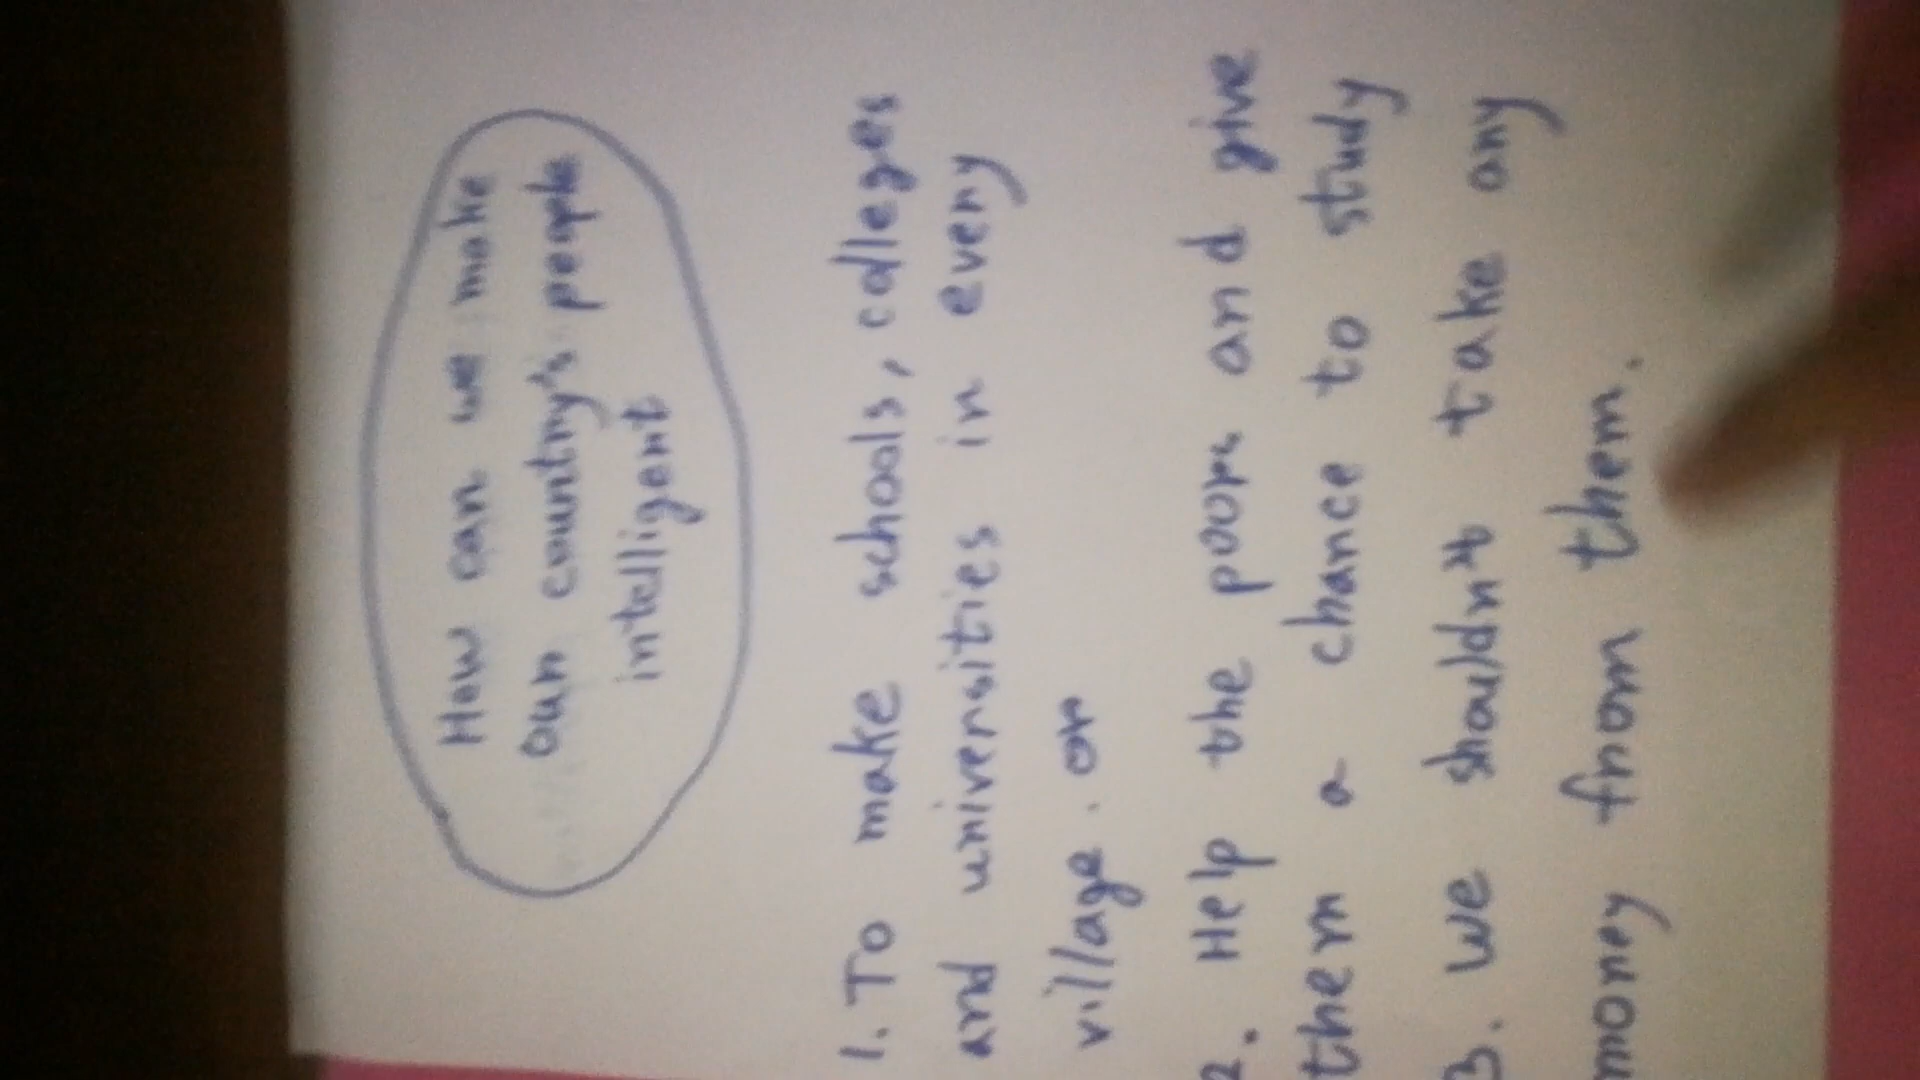 How can we make
our country's people
intelligent
1. To make schools, colleges
and universities in every
village. or
2. Help the poors and give
them a chance to study
3. we shouldn't take any
money from them.